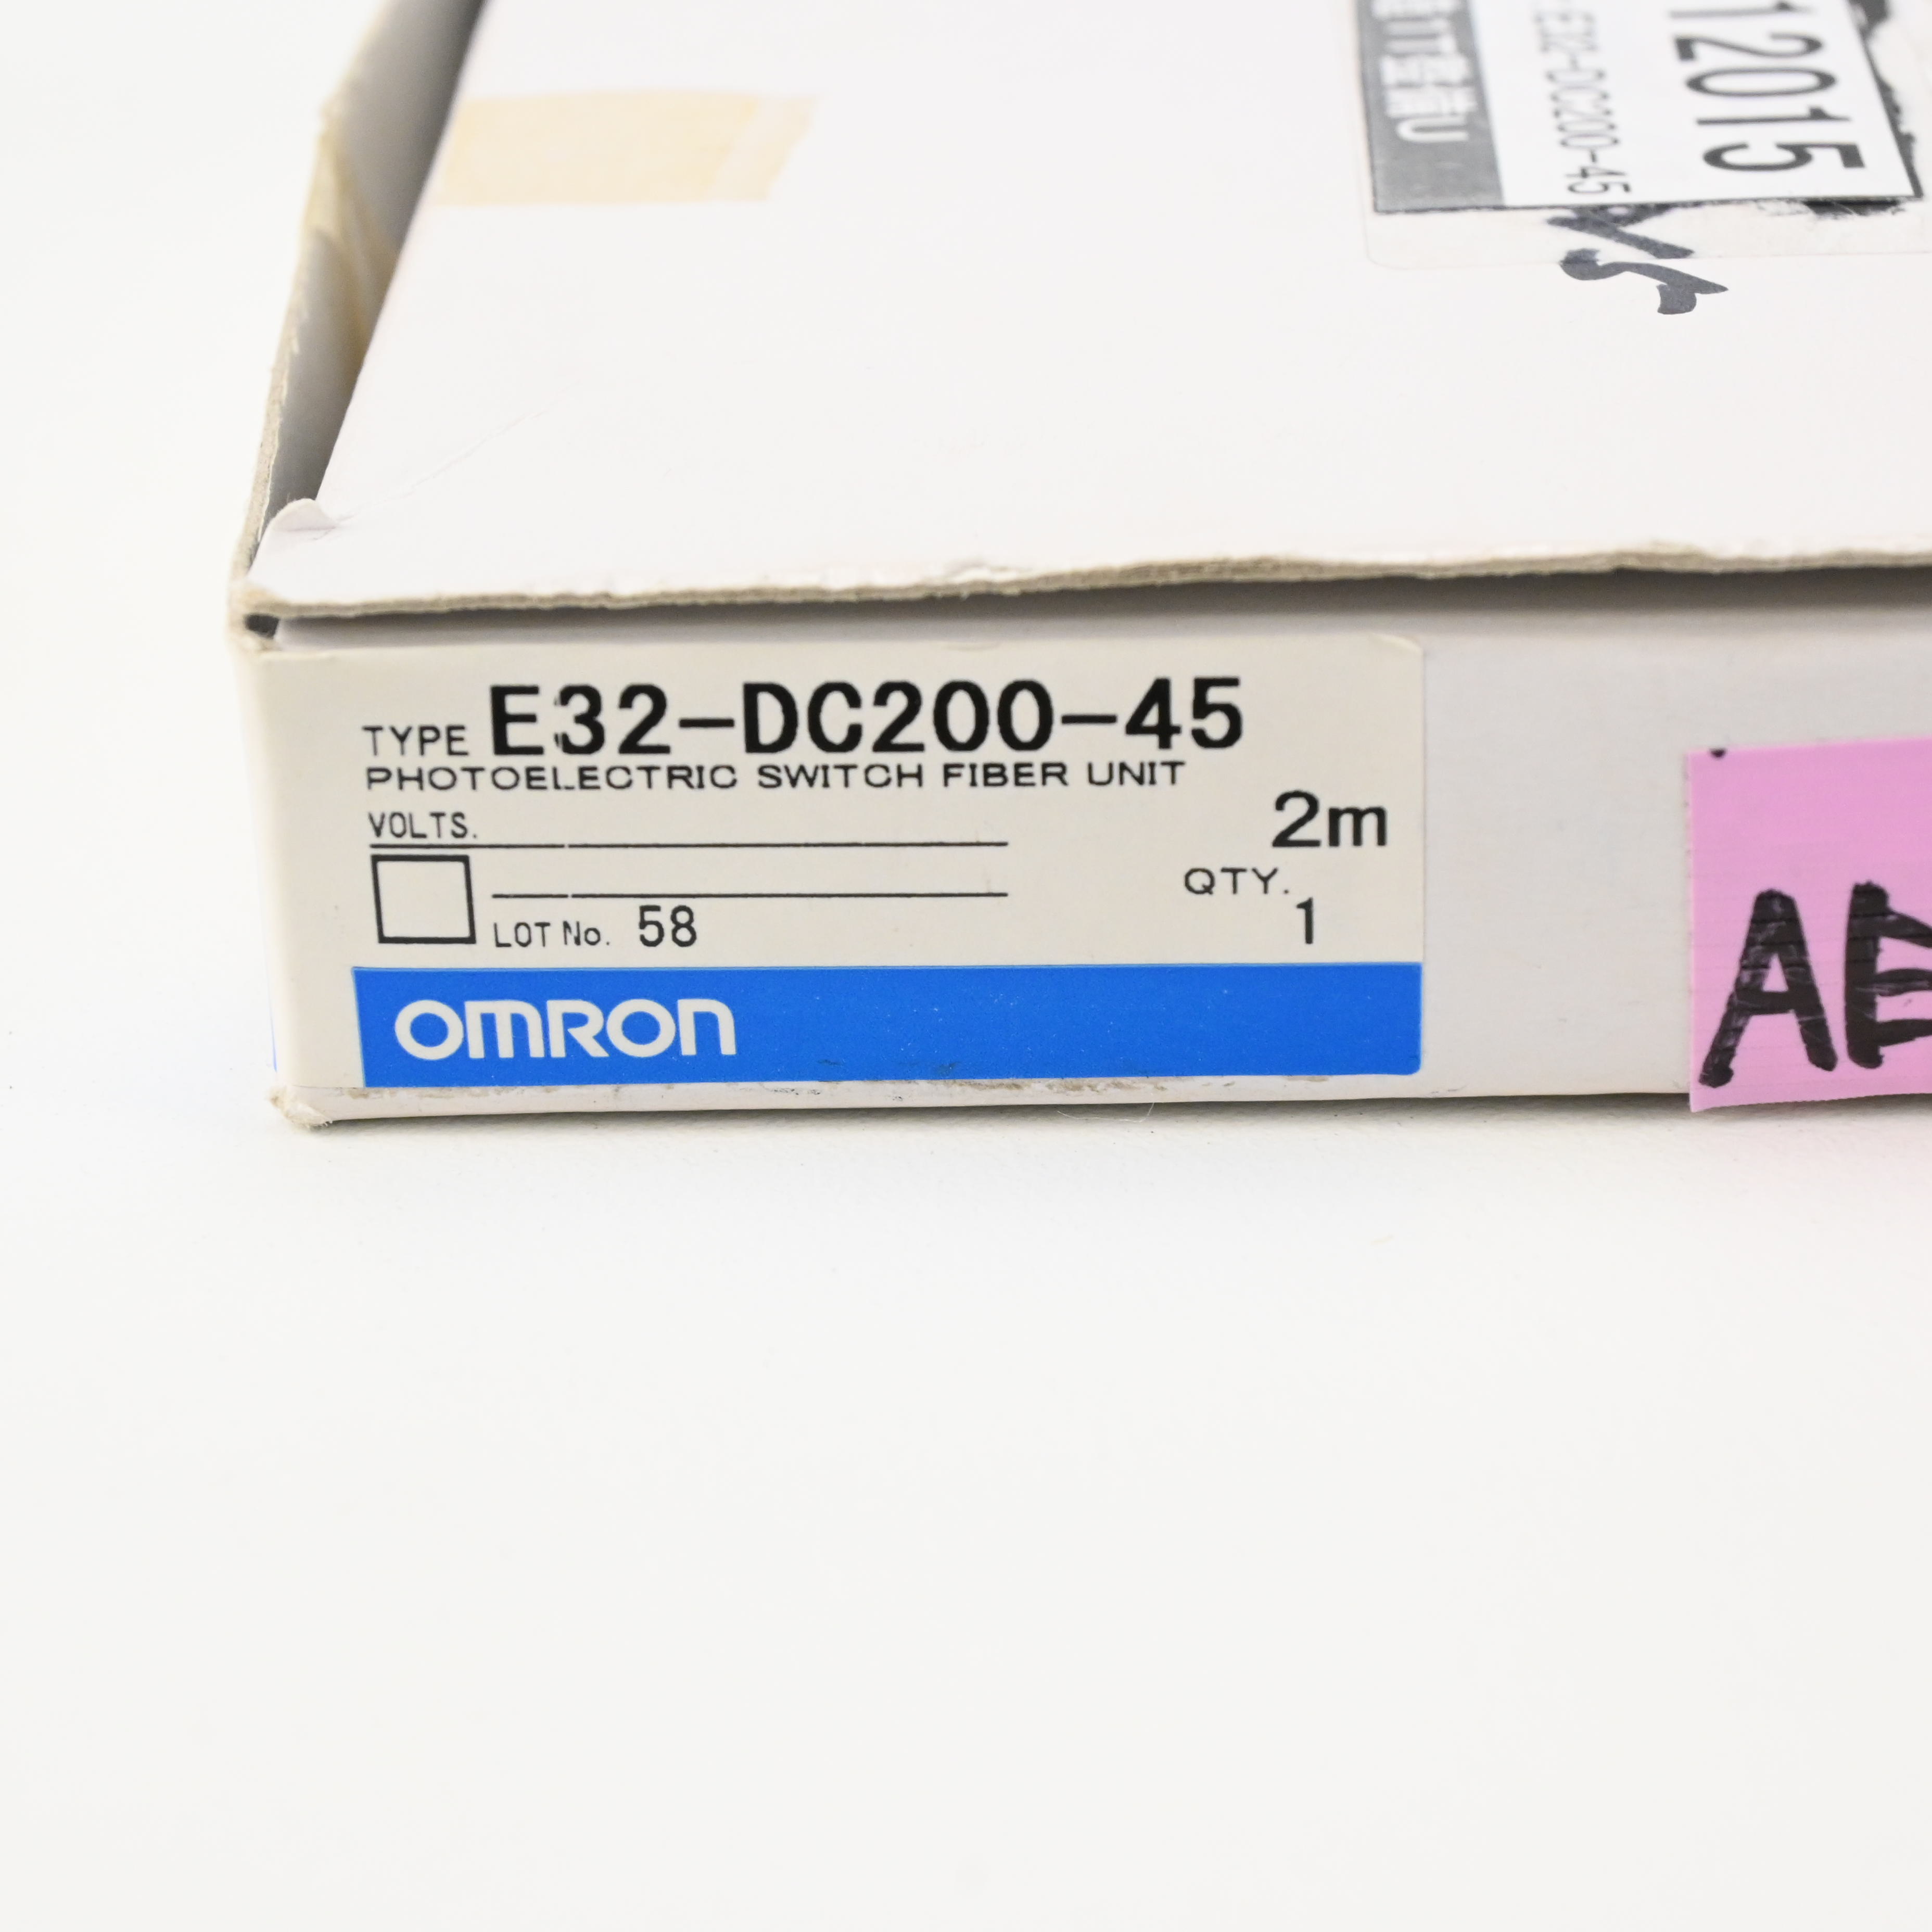 12015
E32-DC200-45
TYPE E32-DC200-45
PHOTOELECTRIC SWITCH FIBER UNIT
VOLTS.
2m
QTY.
1
LOT No. 58
OMRON